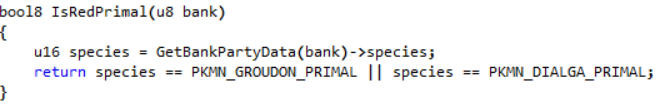 bool8 IsRedPrimal(u8 bank)
{
    u16 species = GetBankPartyData(bank)->species;
    return species == PKMN_GROUDON_PRIMAL || species == PKMN_DIALGA_PRIMAL;
}